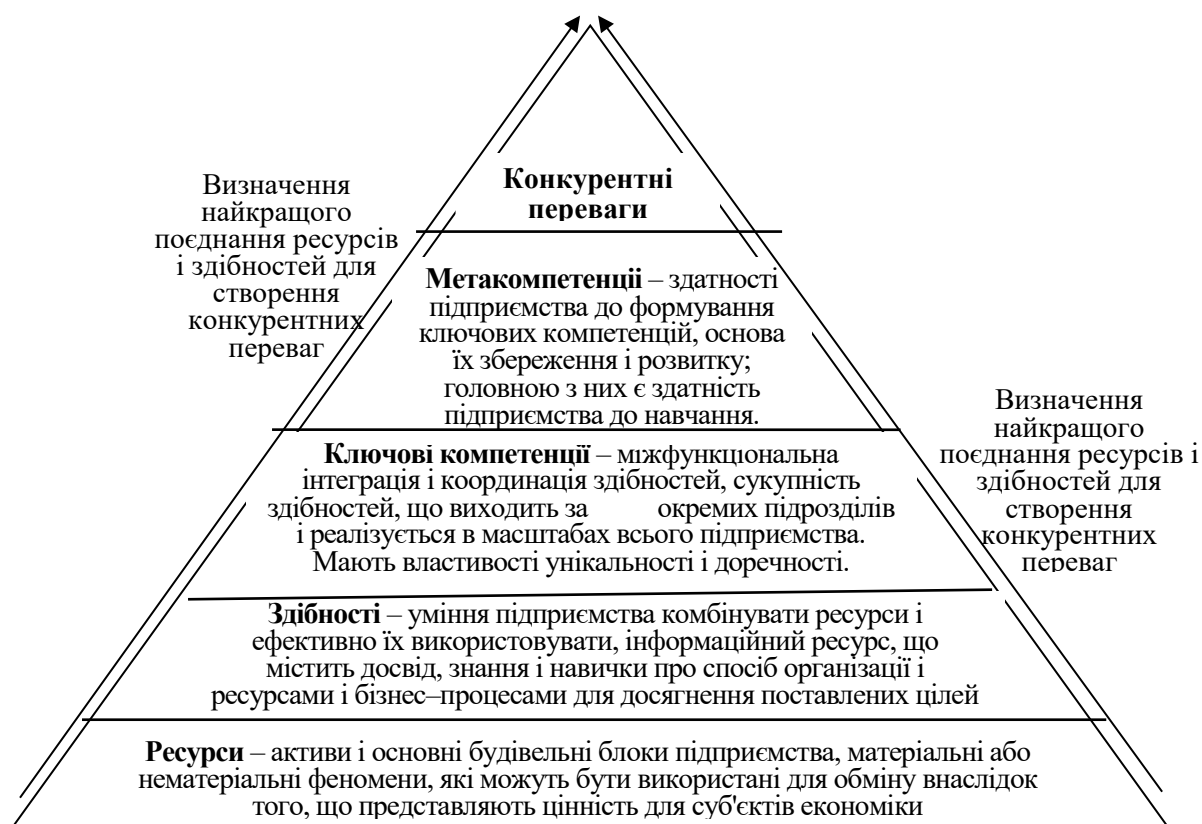 Конкурентні
переваги
Визначення
найкращого
поєднання ресурсів
і здібностей для
створення
конкурентних
переваг
Метакомпетенції – здатності
підприємства до формування
ключових компетенцій, основа
їх збереження і розвитку;
головною з них є здатність
підприємства до навчання.
Визначення
найкращого
поєднання ресурсів і
здібностей для
створення
конкурентних
переваг
Ключові компетенції – міжфункціональна
інтеграція і координація здібностей, сукупність
здібностей, що виходить за окремих підрозділів
і реалізується в масштабах всього підприємства.
Мають властивості унікальності і доречності.
Здібності – уміння підприємства комбінувати ресурси і
ефективно їх використовувати, інформаційний ресурс, що
містить досвід, знання і навички про спосіб організації і
ресурсами і бізнес–процесами для досягнення поставлених цілей
Ресурси – активи і основні будівельні блоки підприємства, матеріальні або
нематеріальні феномени, які можуть бути використані для обміну внаслідок
того, що представляють цінність для суб'єктів економіки